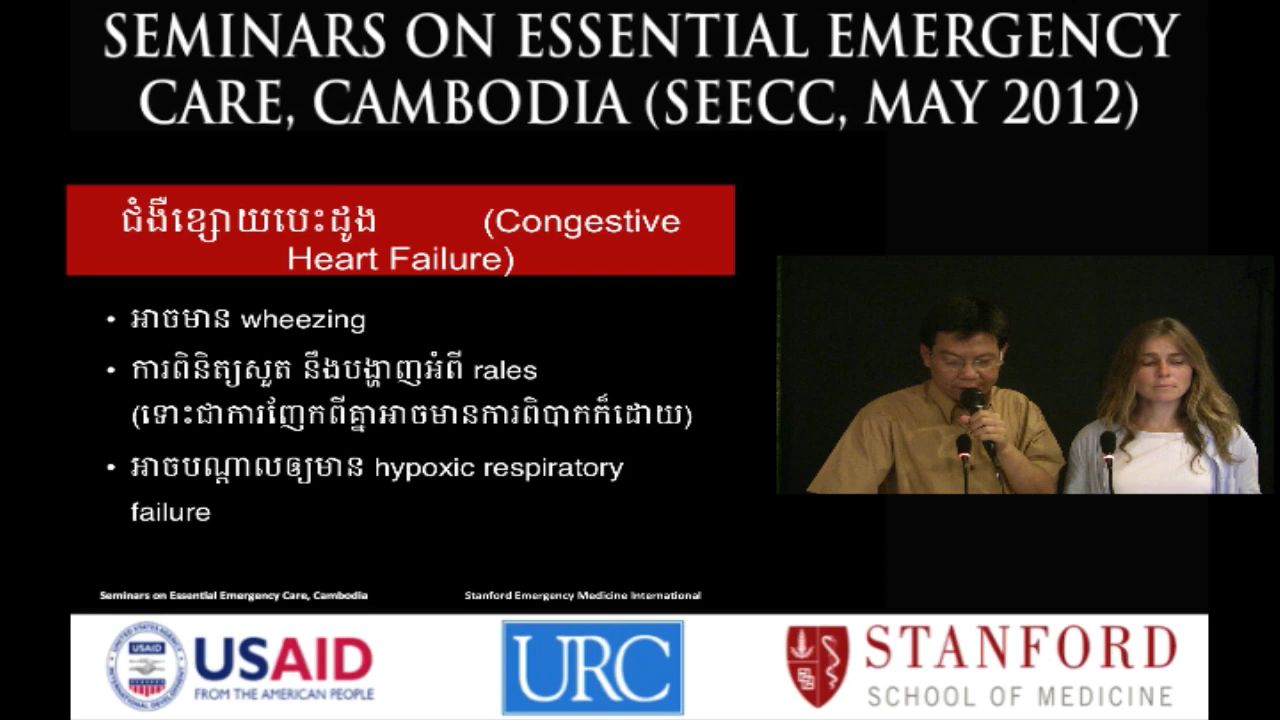 SEMINARS ON ESSENTIAL EMERGENCY
CARE, CAMBODIA (SEECC, MAY 2012)
ជំងឺខ្សោយបេះដូង (Congestive
Heart Failure)
• អាចមាន wheezing
• ការពិនិត្យសួត នឹងបង្ហាញអំពី rales
(ទោះជាការញែកពីគ្នាអាចមានការពិបាកក៏ដោយ)
• អាចបណ្តាលឲ្យមាន hypoxic respiratory
failure
Seminars on Essential Emergency Care, Cambodia
Stanford Emergency Medicine International
USAID
USAID
FROM THE AMERICAN PEOPLE
URC
STANFORD
SCHOOL OF MEDICINE